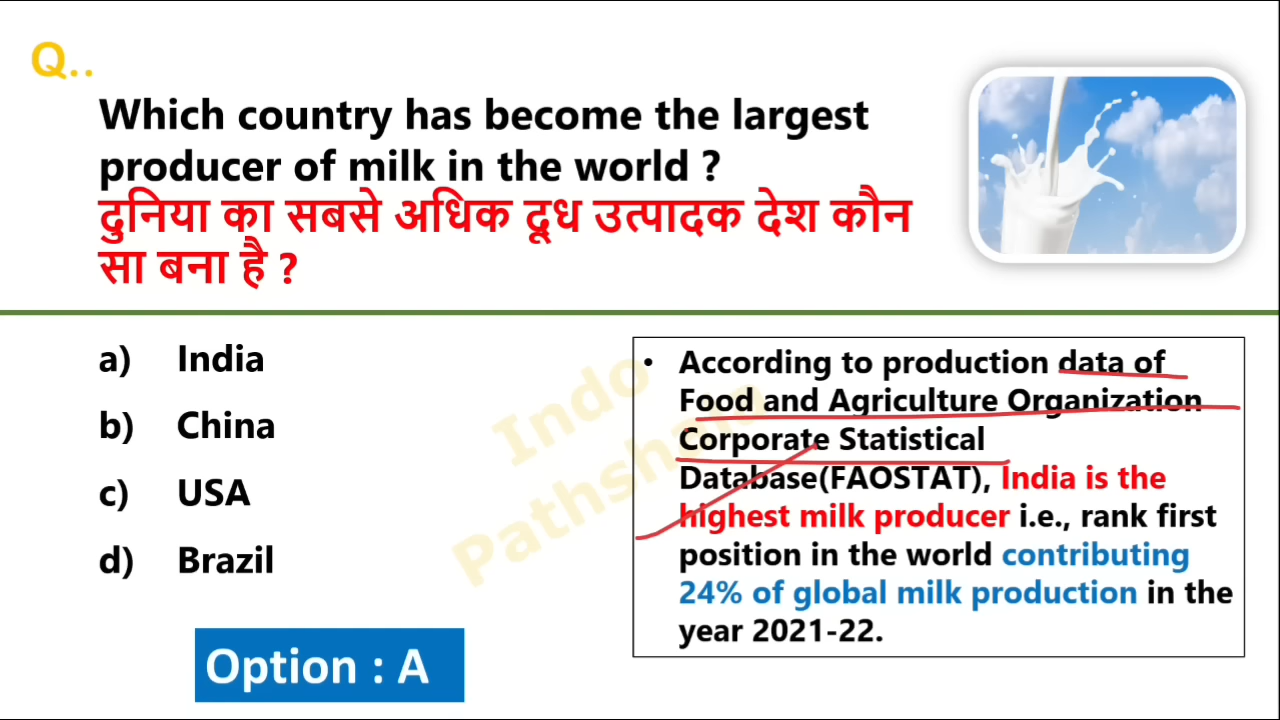 Q..
Which country has become the largest
producer of milk in the world ?
दुनिया का सबसे अधिक दूध उत्पादक देश कौन
सा बना है ?
a) India
b) China
c) USA
d) Brazil
Option : A
• According to production data of
Food and Agriculture Organization
Corporate Statistical
Database(FAOSTAT), India is the
highest milk producer i.e., rank first
position in the world contributing
24% of global milk production in the
year 2021-22.
Indo
Pathshala